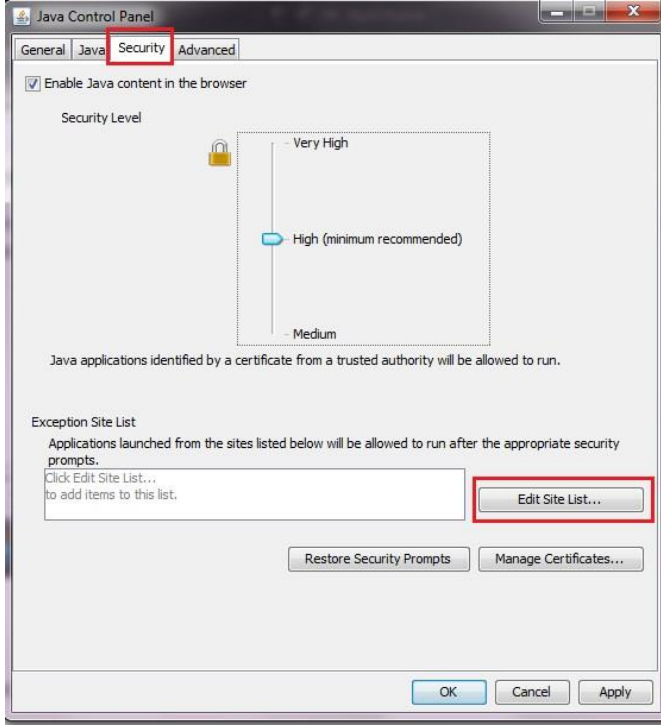 Java Control Panel
General Java Security Advanced
Enable Java content in the browser
Security Level
Very High
High (minimum recommended)
Medium
Java applications identified by a certificate from a trusted authority will be allowed to run.
Exception Site List
Applications launched from the sites listed below will be allowed to run after the appropriate security
prompts.
Click Edit Site List...
to add items to this list.
Edit Site List...
Restore Security Prompts Manage Certificates...
OK Cancel Apply